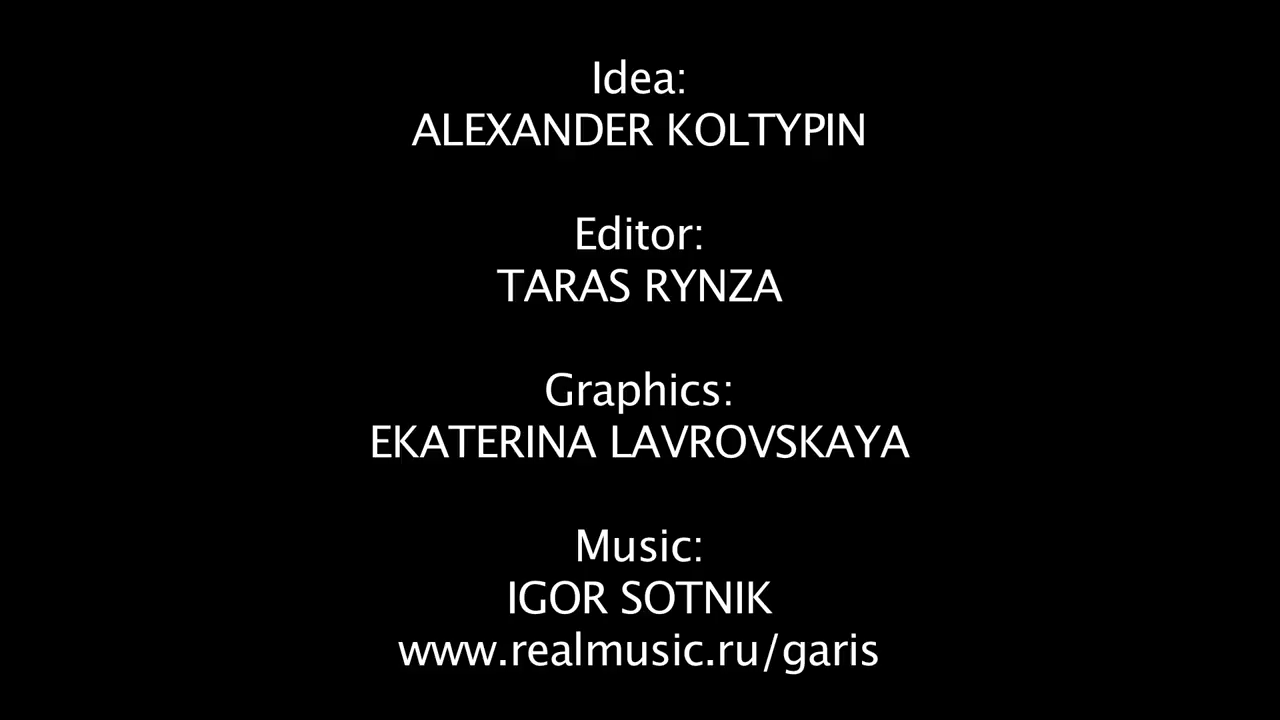 Idea:
ALEXANDER KOLTYPIN
Editor:
TARAS RYNZA
Graphics:
EKATERINA LAVROVSKAYA
Music:
IGOR SOTNIK
www.realmusic.ru/garis